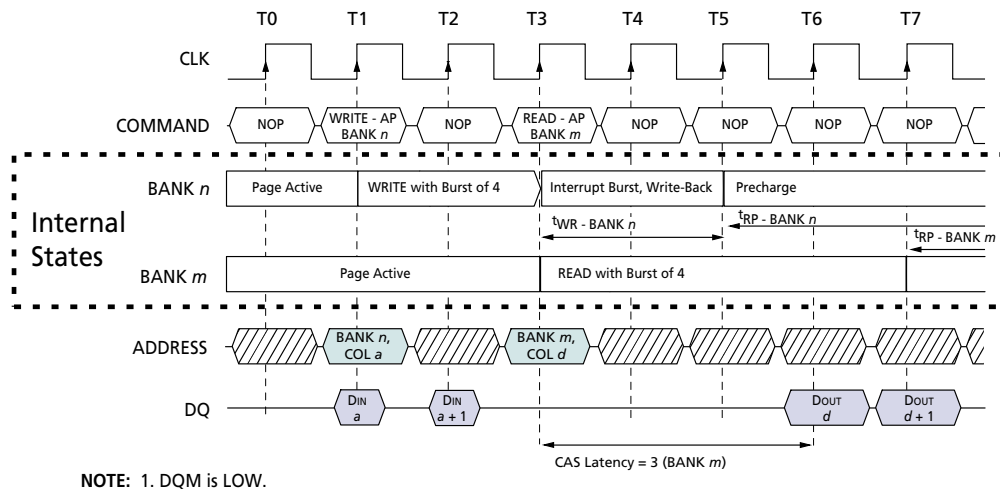 T0 T1 T2 T3 T4 T5 T6 T7
CLK
COMMAND NOP WRITE - AP BANK n NOP READ - AP BANK m NOP NOP NOP NOP
Internal States
BANK n Page Active WRITE with Burst of 4 Interrupt Burst, Write-Back Precharge
tWR - BANK n tRP - BANK n
tRP - BANK m
BANK m Page Active READ with Burst of 4
ADDRESS BANK n, COL a BANK m, COL d
DQ DIN a DIN a + 1 DOUT d DOUT d + 1
CAS Latency = 3 (BANK m)
NOTE: 1. DQM is LOW.